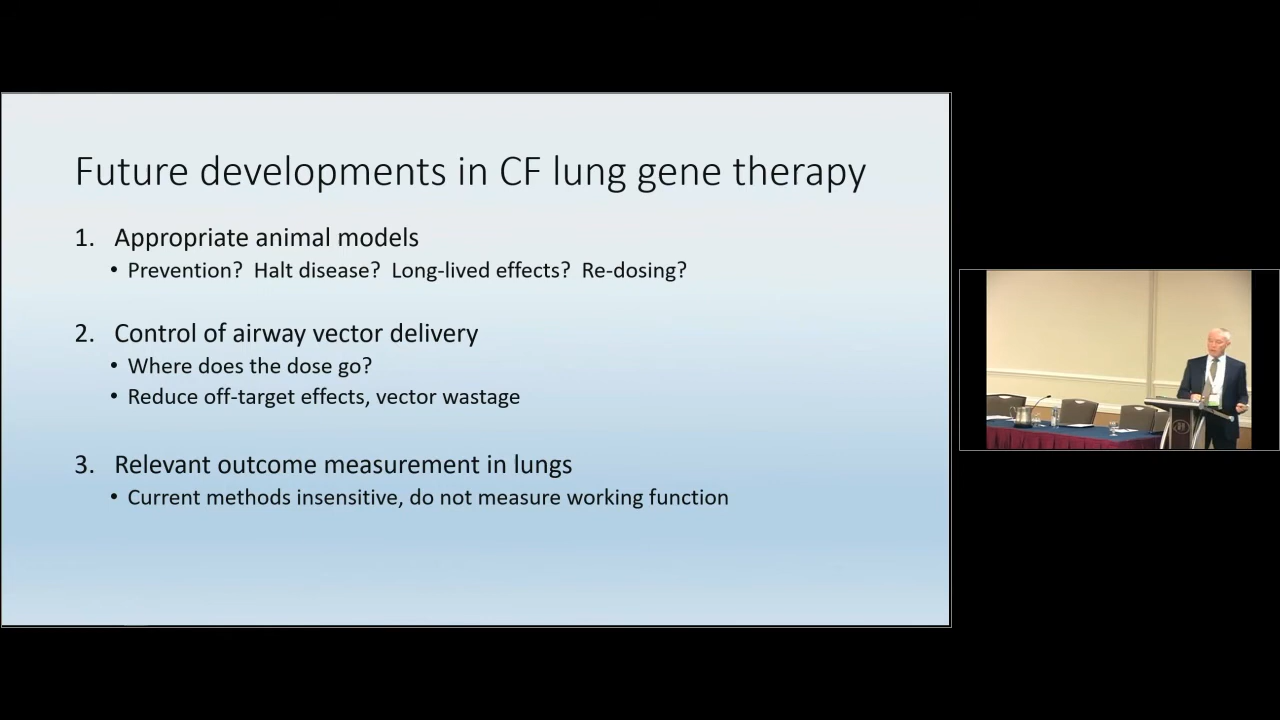 Future developments in CF lung gene therapy
1. Appropriate animal models
• Prevention? Halt disease? Long-lived effects? Re-dosing?
2. Control of airway vector delivery
• Where does the dose go?
• Reduce off-target effects, vector wastage
3. Relevant outcome measurement in lungs
• Current methods insensitive, do not measure working function